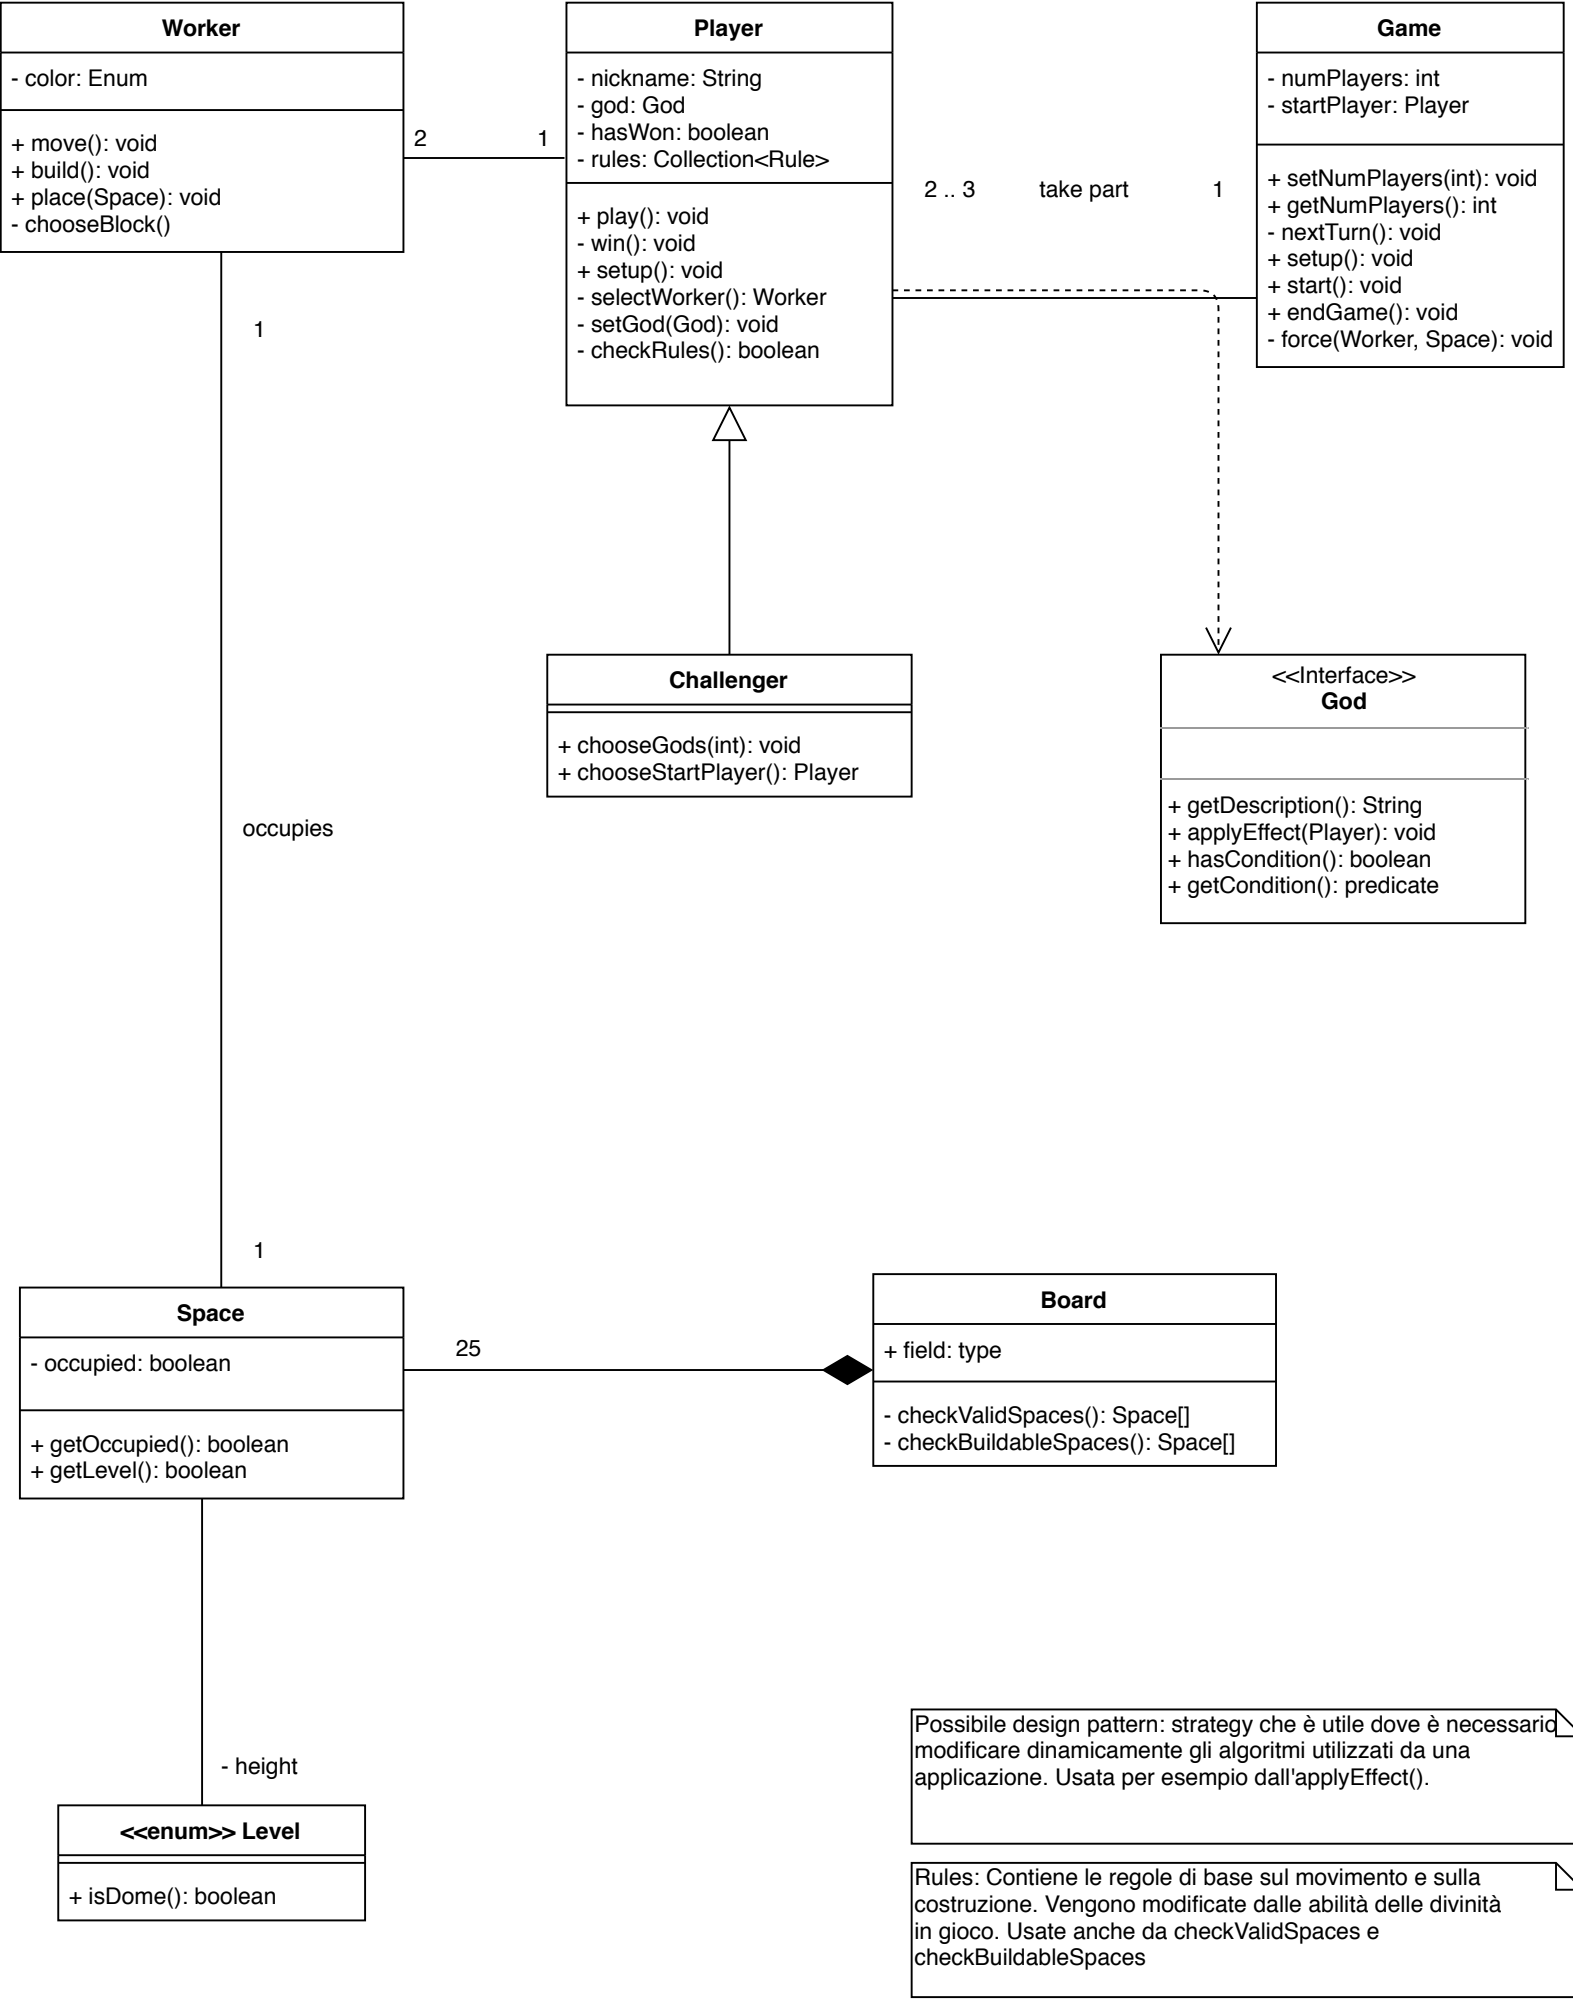 Worker
- color: Enum
+ move(): void
+ build(): void
+ place(Space): void
- chooseBlock()
2
1
Player
- nickname: String
- god: God
- hasWon: boolean
- rules: Collection<Rule>
+ play(): void
- win(): void
+ setup(): void
- selectWorker(): Worker
- setGod(God): void
- checkRules(): boolean
2 .. 3
take part
1
Game
- numPlayers: int
- startPlayer: Player
+ setNumPlayers(int): void
+ getNumPlayers(): int
- nextTurn(): void
+ setup(): void
+ start(): void
+ endGame(): void
- force(Worker, Space): void
1
Challenger
+ chooseGods(int): void
+ chooseStartPlayer(): Player
<<Interface>>
God
+ getDescription(): String
+ applyEffect(Player): void
+ hasCondition(): boolean
+ getCondition(): predicate
occupies
1
Space
- occupied: boolean
+ getOccupied(): boolean
+ getLevel(): boolean
25
Board
+ field: type
- checkValidSpaces(): Space[]
- checkBuildableSpaces(): Space[]
- height
<<enum>> Level
+ isDome(): boolean
Possibile design pattern: strategy che è utile dove è necessario
modificare dinamicamente gli algoritmi utilizzati da una
applicazione. Usata per esempio dall'applyEffect().
Rules: Contiene le regole di base sul movimento e sulla
costruzione. Vengono modificate dalle abilità delle divinità
in gioco. Usate anche da checkValidSpaces e
checkBuildableSpaces